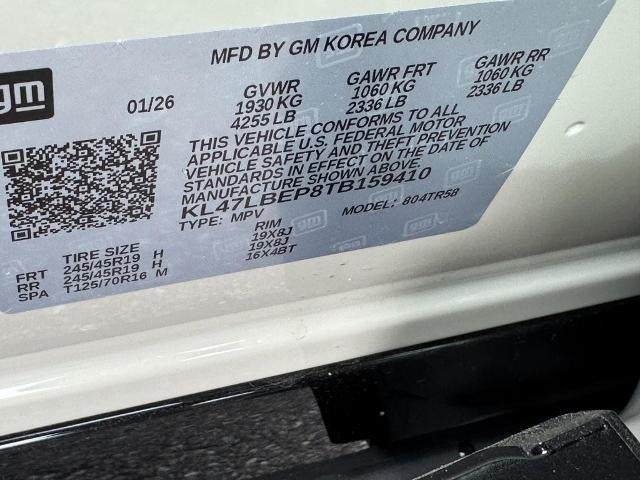 MFD BY GM KOREA COMPANY
gm
01/26
GVWR GAWR FRT GAWR RR
1930 KG 1060 KG 1060 KG
4255 LB 2336 LB 2336 LB
THIS VEHICLE CONFORMS TO ALL
APPLICABLE U.S. FEDERAL MOTOR
VEHICLE SAFETY AND THEFT PREVENTION
STANDARDS IN EFFECT ON THE DATE OF
MANUFACTURE SHOWN ABOVE.
KL47LBEP8TB159410
TYPE: MPV MODEL: 804TR58
TIRE SIZE RIM
FRT 245/45R19 H 19X8J
RR 245/45R19 H 19X8J
SPA T125/70R16 M 16X4BT